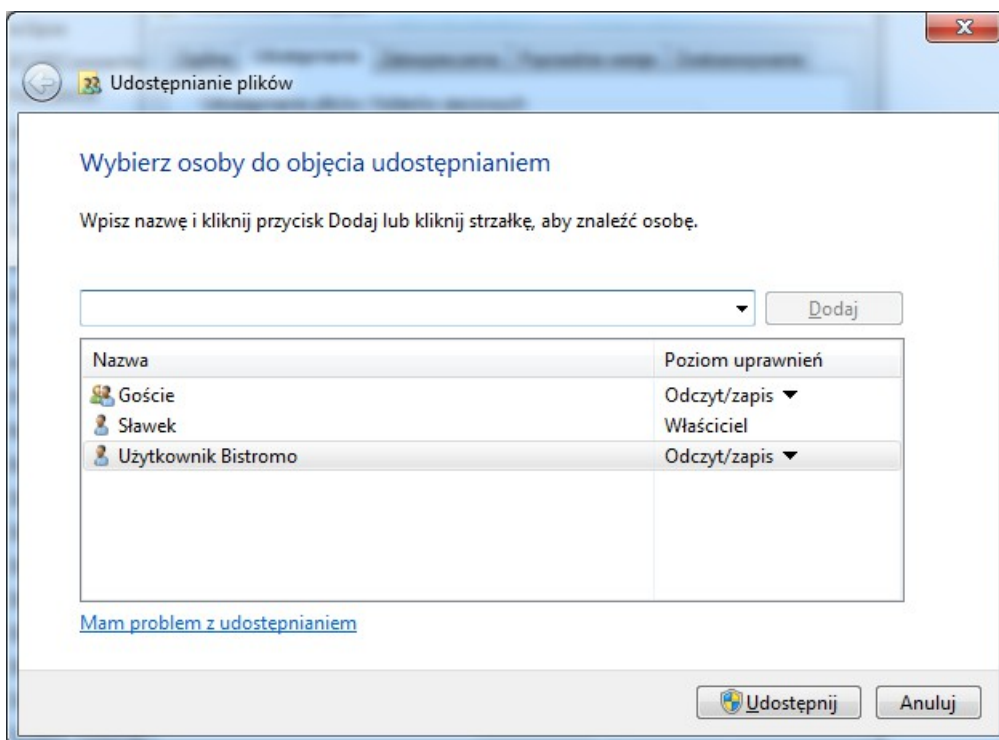 Udostępnianie plików
Wybierz osoby do objęcia udostępnianiem
Wpisz nazwę i kliknij przycisk Dodaj lub kliknij strzałkę, aby znaleźć osobę.
Dodaj
Nazwa Poziom uprawnień
Goście Odczyt/zapis
Sławek Właściciel
Użytkownik Bistromo Odczyt/zapis
Mam problem z udostępnianiem
Udostępnij Anuluj